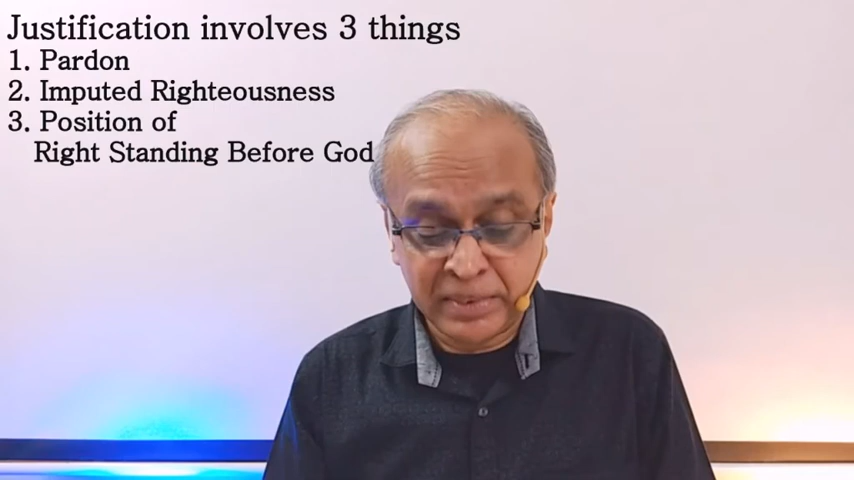 Justification involves 3 things
1. Pardon
2. Imputed Righteousness
3. Position of
Right Standing Before God